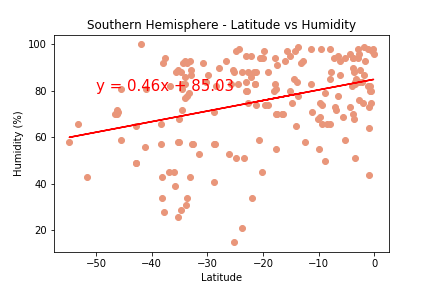 Southern Hemisphere - Latitude vs Humidity
100
80
60
40
20
Humidity (%)
y = 0.46x + 85.03
−50
−40
−30
−20
−10
0
Latitude